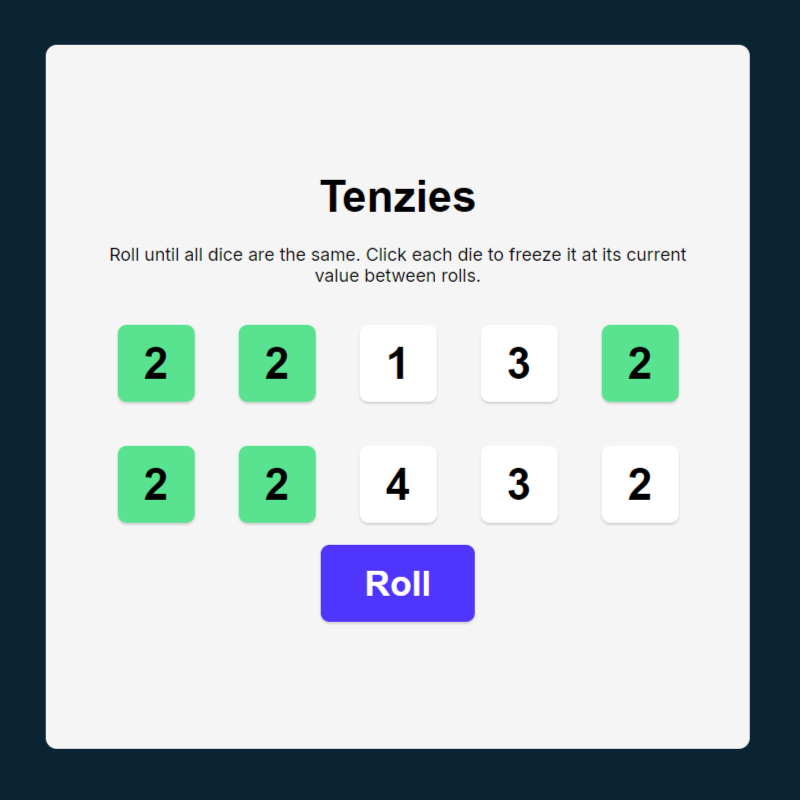 Tenzies
Roll until all dice are the same. Click each die to freeze it at its current
value between rolls.
2 2 1 3 2
2 2 4 3 2
Roll